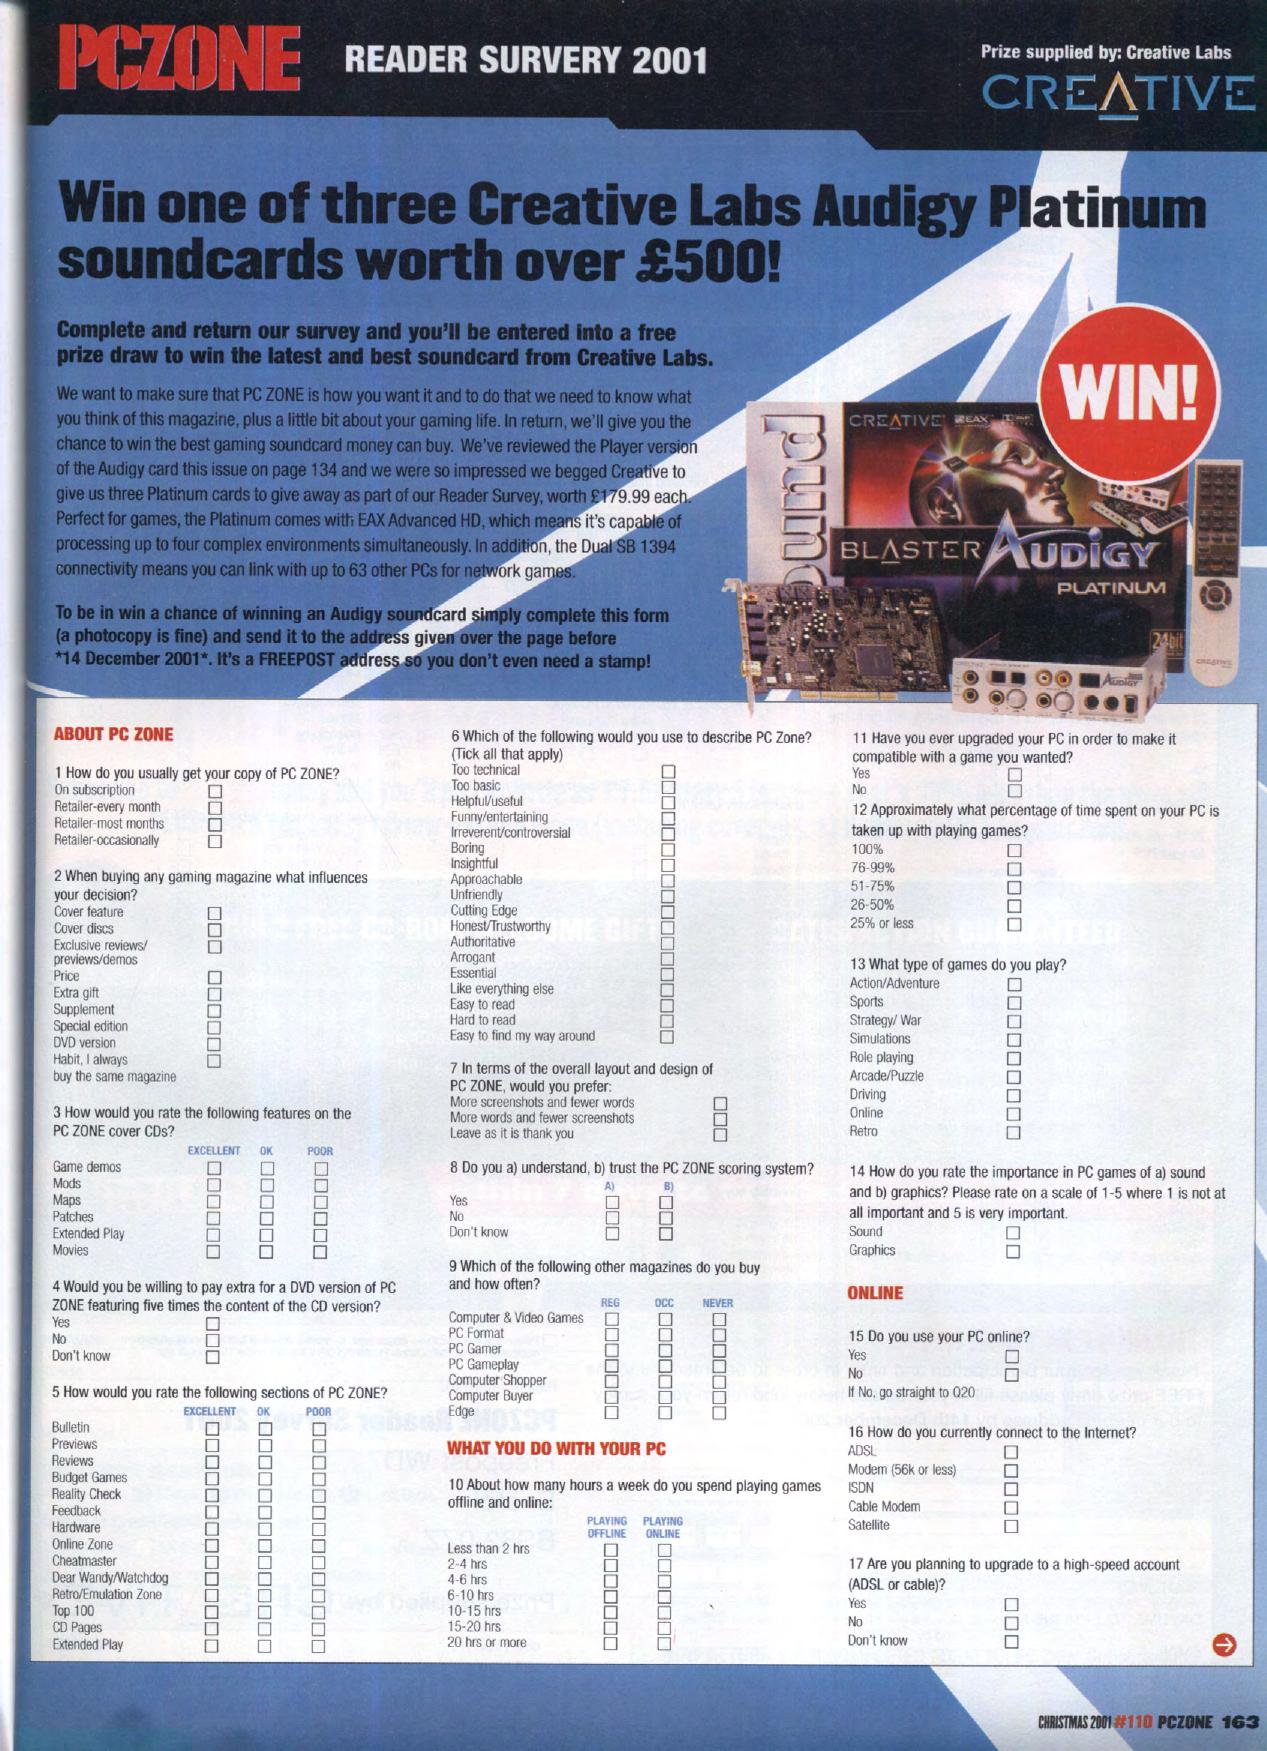 PCZONE
READER SURVERY 2001
Prize supplied by: Creative Labs
CREATIVE
Win one of three Creative Labs Audigy Platinum
soundcards worth over £500!
Complete and return our survey and you'll be entered into a free
prize draw to win the latest and best soundcard from Creative Labs.
We want to make sure that PC ZONE is how you want it and to do that we need to know what
you think of this magazine, plus a little bit about your gaming life. In return, we'll give you the
chance to win the best gaming soundcard money can buy. We've reviewed the Player version
of the Audigy card this issue on page 134 and we were so impressed we begged Creative to
give us three Platinum cards to give away as part of our Reader Survey, worth £179.99 each.
Perfect for games, the Platinum comes with EAX Advanced HD, which means it's capable of
processing up to four complex environments simultaneously. In addition, the Dual SB 1394
connectivity means you can link with up to 63 other PCs for network games.
To be in win a chance of winning an Audigy soundcard simply complete this form
(a photocopy is fine) and send it to the address given over the page before
*14 December 2001*. It's a FREEPOST address so you don't even need a stamp!
WIN!
CREATIVE EAX
BLASTER AUDIGY
PLATINUM
24bit
CREATIVE
AUDIGY
ABOUT PC ZONE
1 How do you usually get your copy of PC ZONE?
On subscription
Retailer-every month
Retailer-most months
Retailer-occasionally
2 When buying any gaming magazine what influences
your decision?
Cover feature
Cover discs
Exclusive reviews/
previews/demos
Price
Extra gift
Supplement
Special edition
DVD version
Habit, I always
buy the same magazine
3 How would you rate the following features on the
PC ZONE cover CDs?
EXCELLENT OK POOR
Game demos
Mods
Maps
Patches
Extended Play
Movies
4 Would you be willing to pay extra for a DVD version of PC
ZONE featuring five times the content of the CD version?
Yes
No
Don't know
5 How would you rate the following sections of PC ZONE?
EXCELLENT OK POOR
Bulletin
Previews
Reviews
Budget Games
Reality Check
Feedback
Hardware
Online Zone
Cheatmaster
Dear Wandy/Watchdog
Retro/Emulation Zone
Top 100
CD Pages
Extended Play
6 Which of the following would you use to describe PC Zone?
(Tick all that apply)
Too technical
Too basic
Helpful/useful
Funny/entertaining
Irreverent/controversial
Boring
Insightful
Approachable
Unfriendly
Cutting Edge
Honest/Trustworthy
Authoritative
Arrogant
Essential
Like everything else
Easy to read
Hard to read
Easy to find my way around
7 In terms of the overall layout and design of
PC ZONE, would you prefer:
More screenshots and fewer words
More words and fewer screenshots
Leave as it is thank you
8 Do you a) understand, b) trust the PC ZONE scoring system?
A) B)
Yes
No
Don't know
9 Which of the following other magazines do you buy
and how often?
REG OCC NEVER
Computer & Video Games
PC Format
PC Gamer
PC Gameplay
Computer Shopper
Computer Buyer
Edge
WHAT YOU DO WITH YOUR PC
10 About how many hours a week do you spend playing games
offline and online:
PLAYING PLAYING
OFFLINE ONLINE
Less than 2 hrs
2-4 hrs
4-6 hrs
6-10 hrs
10-15 hrs
15-20 hrs
20 hrs or more
11 Have you ever upgraded your PC in order to make it
compatible with a game you wanted?
Yes
No
12 Approximately what percentage of time spent on your PC is
taken up with playing games?
100%
76-99%
51-75%
26-50%
25% or less
13 What type of games do you play?
Action/Adventure
Sports
Strategy/ War
Simulations
Role playing
Arcade/Puzzle
Driving
Online
Retro
14 How do you rate the importance in PC games of a) sound
and b) graphics? Please rate on a scale of 1-5 where 1 is not at
all important and 5 is very important.
Sound
Graphics
ONLINE
15 Do you use your PC online?
Yes
No
If No, go straight to Q20
16 How do you currently connect to the Internet?
ADSL
Modem (56k or less)
ISDN
Cable Modem
Satellite
17 Are you planning to upgrade to a high-speed account
(ADSL or cable)?
Yes
No
Don't know
CHRISTMAS 2001 #110 PCZONE 163